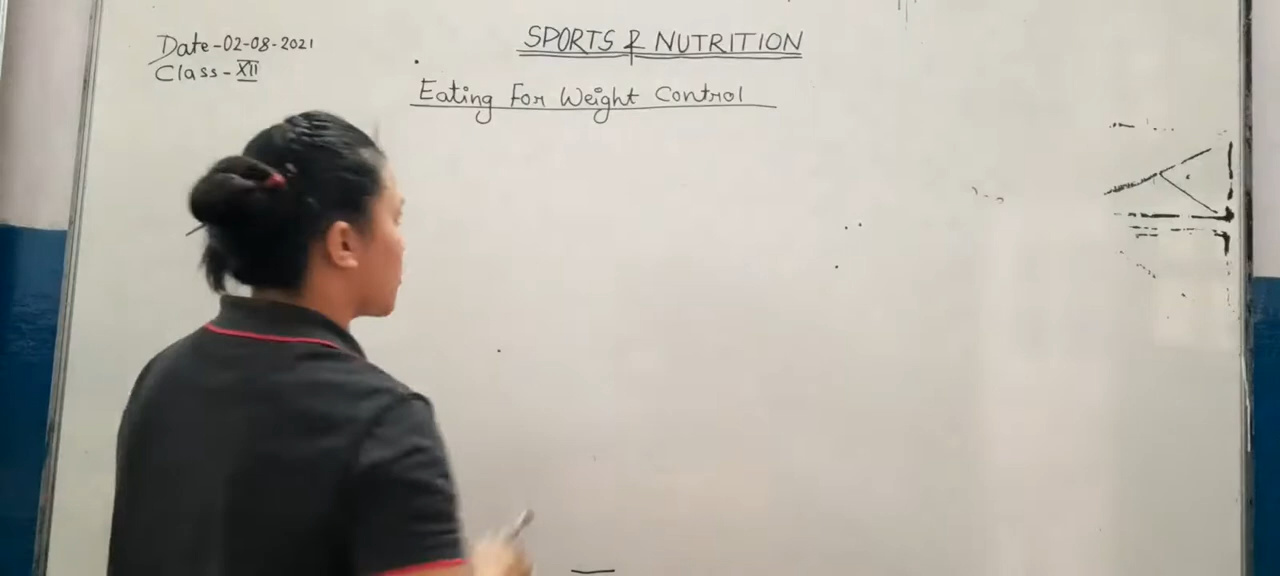 Date-02-08-2021
Class-XII
SPORTS & NUTRITION
Eating For Weight Control